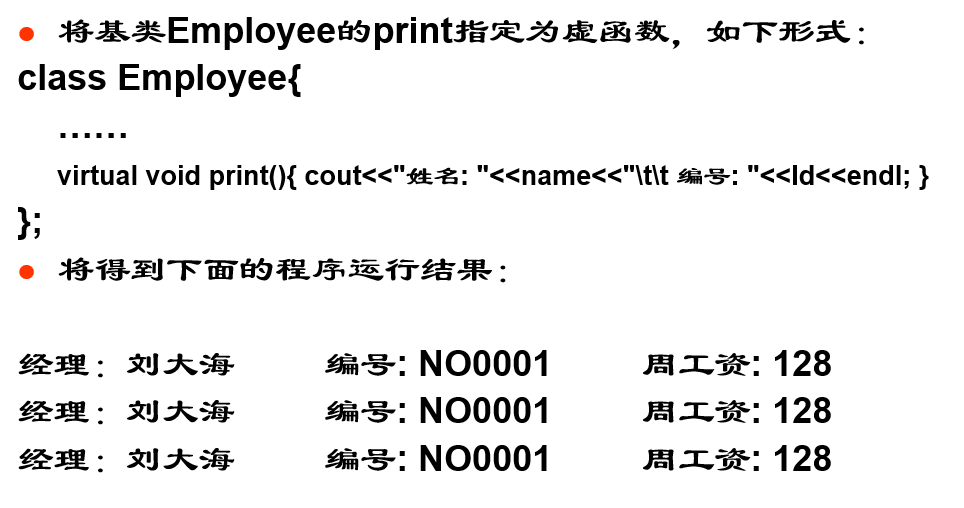 ● 将基类Employee的print指定为虚函数，如下形式：
class Employee{
……
virtual void print(){ cout<<"姓名: "<<name<<"\t\t 编号: "<<Id<<endl; }
};
● 将得到下面的程序运行结果：
经理：刘大海 编号: NO0001 周工资: 128
经理：刘大海 编号: NO0001 周工资: 128
经理：刘大海 编号: NO0001 周工资: 128